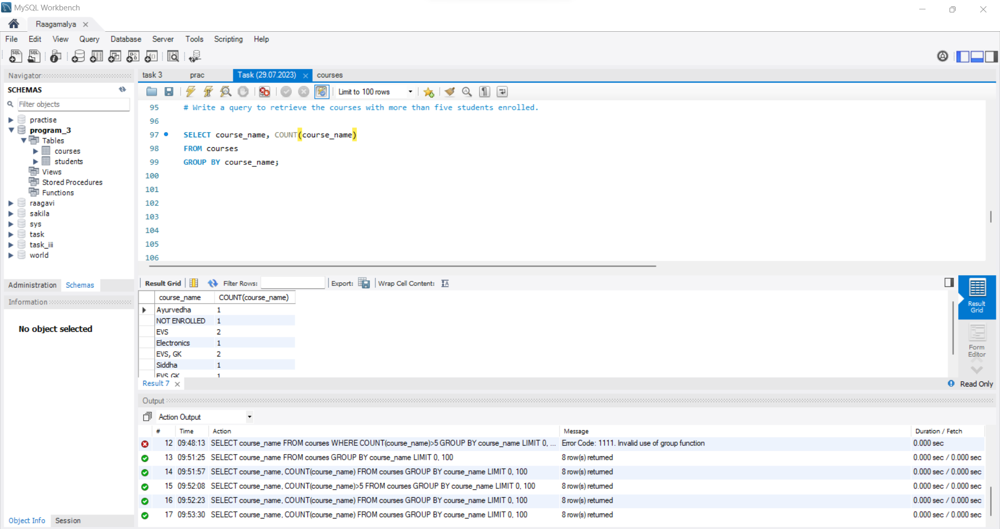 MySQL Workbench
Raagamalya
File Edit View Query Database Server Tools Scripting Help
Navigator
SCHEMAS
Filter objects
practise
program_3
Tables
courses
students
Views
Stored Procedures
Functions
raagavi
sakila
sys
task
task_iii
world
Administration Schemas
Information
No object selected
Object Info Session
task 3 prac Task (29.07.2023) courses
Limit to 100 rows
95 # Write a query to retrieve the courses with more than five students enrolled.
96
97 SELECT course_name, COUNT(course_name)
98 FROM courses
99 GROUP BY course_name;
100
101
102
103
104
105
106
Result Grid Filter Rows: Export: Wrap Cell Content:
course_name COUNT(course_name)
Ayurvedha 1
NOT ENROLLED 1
EVS 2
Electronics 1
EVS, GK 2
Siddha 1
EVS GK 1
Result Grid
Form Editor
Result 7
Read Only
Output
Action Output
# Time Action Message Duration / Fetch
12 09:48:13 SELECT course_name FROM courses WHERE COUNT(course_name)>5 GROUP BY course_name LIMIT 0, ... Error Code: 1111. Invalid use of group function 0.000 sec
13 09:51:25 SELECT course_name FROM courses GROUP BY course_name LIMIT 0, 100 8 row(s) returned 0.000 sec / 0.000 sec
14 09:51:57 SELECT course_name, COUNT(course_name) FROM courses GROUP BY course_name LIMIT 0, 100 8 row(s) returned 0.000 sec / 0.000 sec
15 09:52:08 SELECT course_name, COUNT(course_name)>5 FROM courses GROUP BY course_name LIMIT 0, 100 8 row(s) returned 0.000 sec / 0.000 sec
16 09:52:23 SELECT course_name, COUNT(course_name) FROM courses GROUP BY course_name LIMIT 0, 100 8 row(s) returned 0.000 sec / 0.000 sec
17 09:53:30 SELECT course_name, COUNT(course_name) FROM courses GROUP BY course_name LIMIT 0, 100 8 row(s) returned 0.000 sec / 0.000 sec